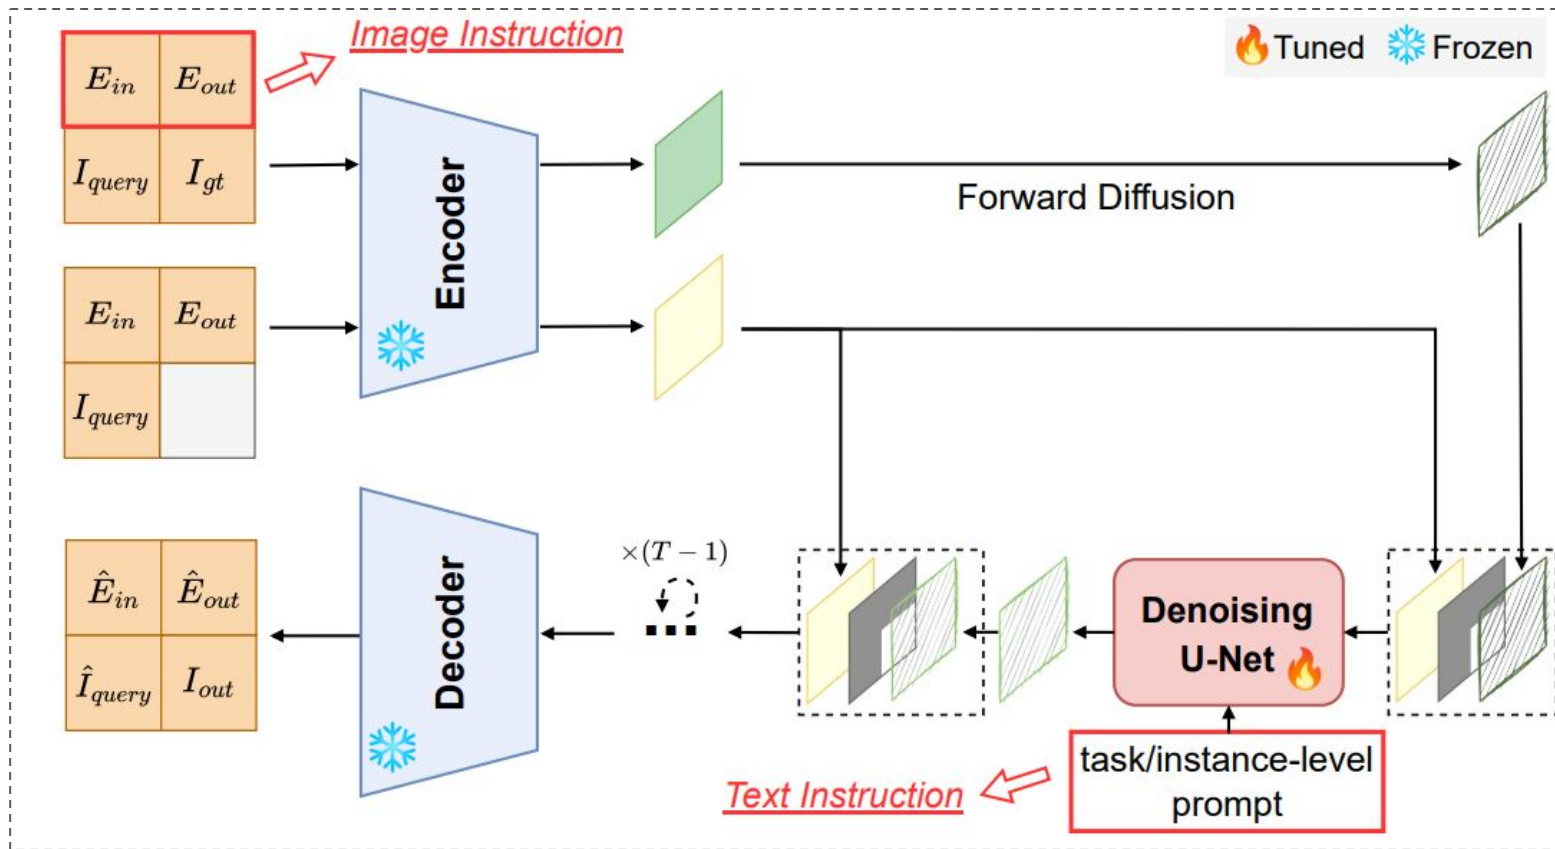 Image Instruction
Tuned Frozen
E_in E_out
I_query I_gt
Encoder
Forward Diffusion
E_in E_out
I_query
×(T − 1)
...
Decoder
Denoising
U-Net
Ê_in Ê_out
Î_query I_out
Text Instruction
task/instance-level
prompt